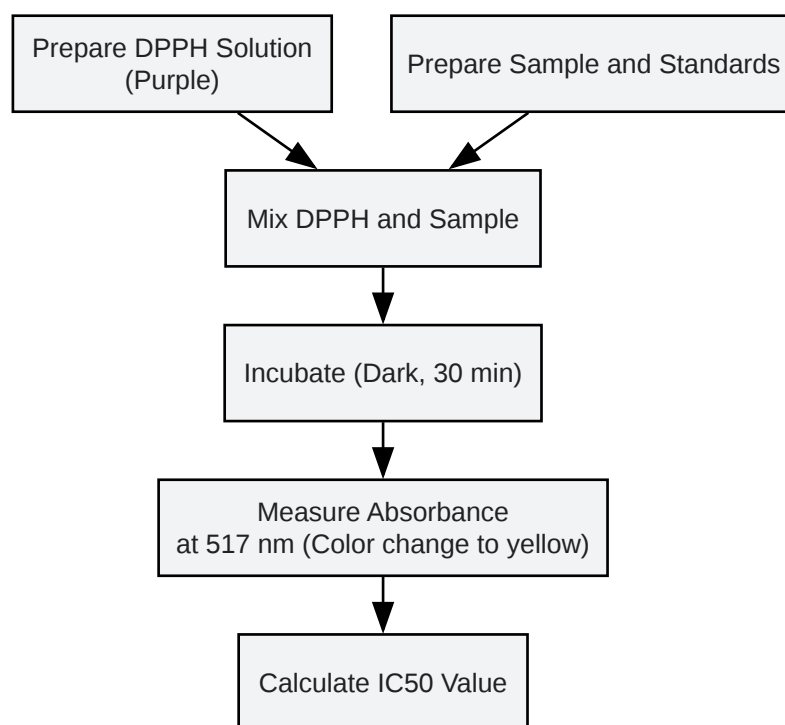 Prepare DPPH Solution
(Purple)
Prepare Sample and Standards
Mix DPPH and Sample
Incubate (Dark, 30 min)
Measure Absorbance
at 517 nm (Color change to yellow)
Calculate IC50 Value